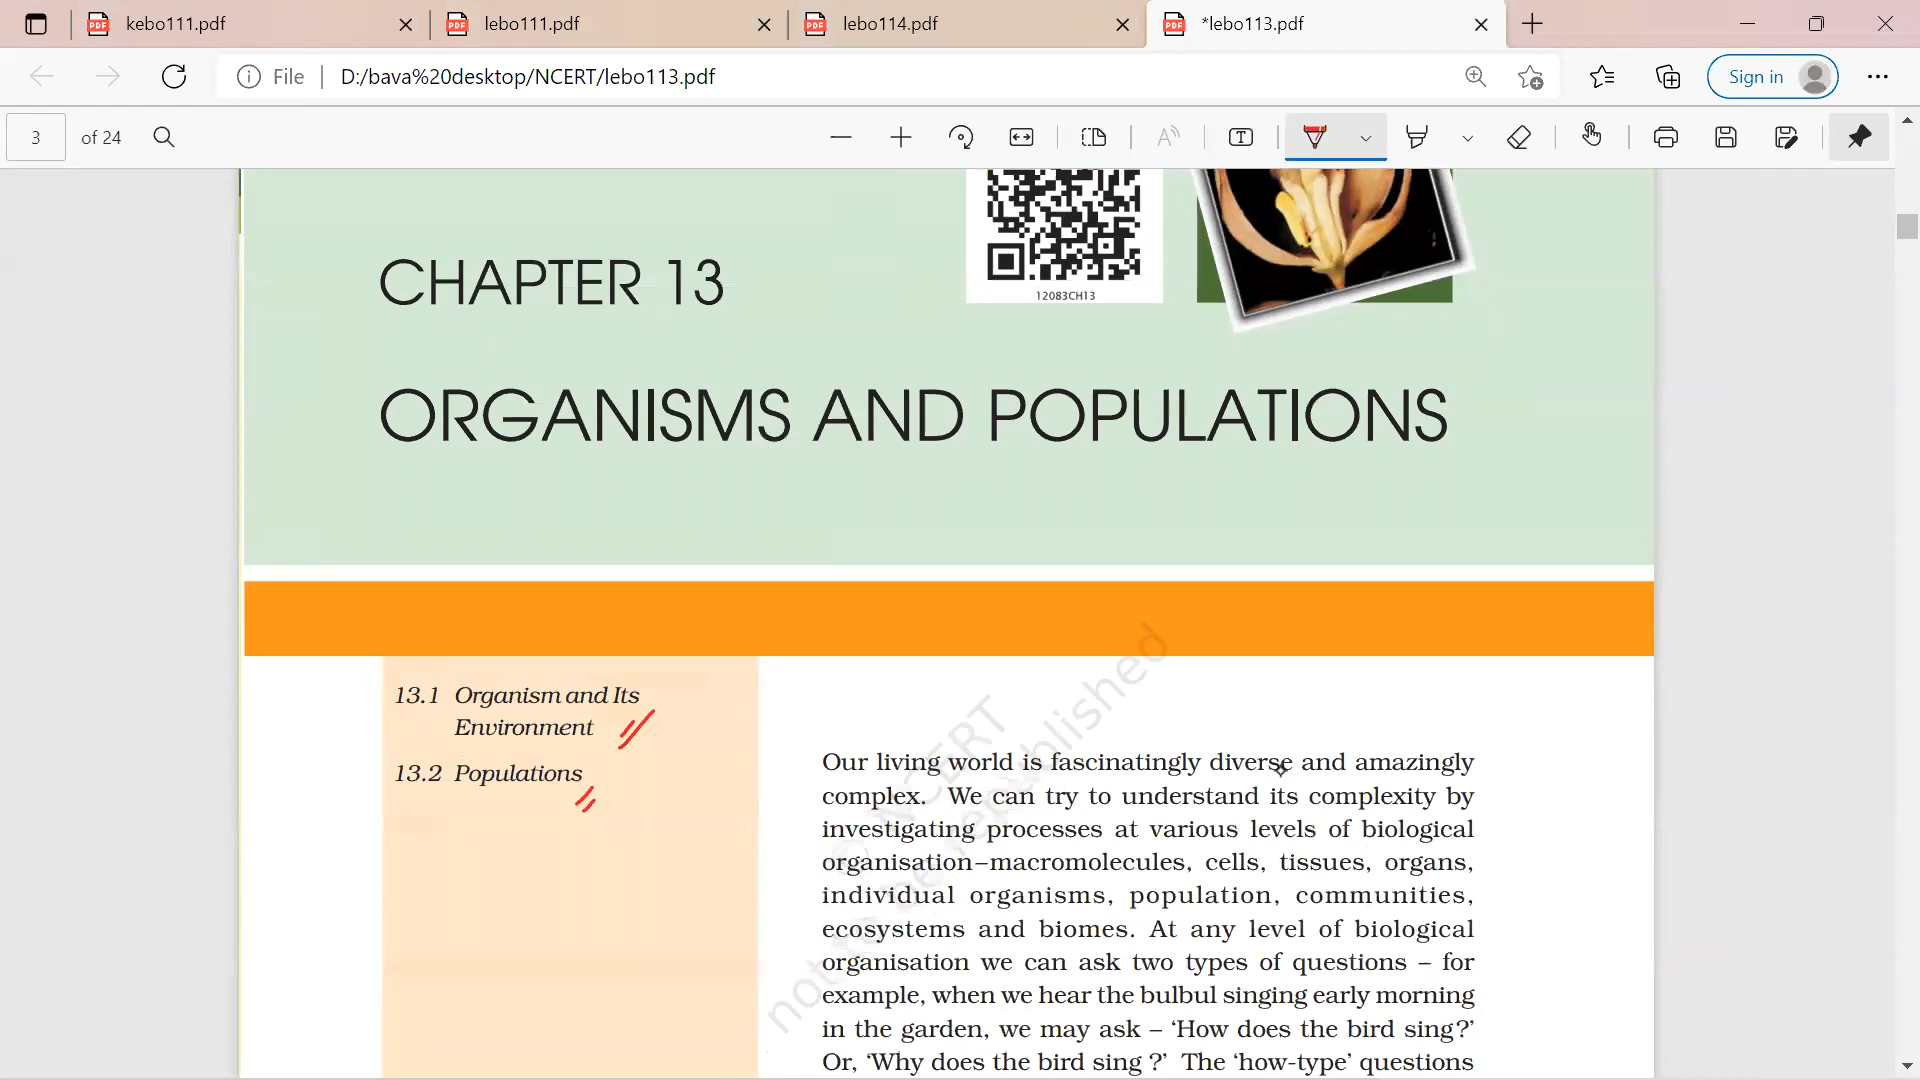 kebo111.pdf
lebo111.pdf
lebo114.pdf
*lebo113.pdf
File
D:/bava%20desktop/NCERT/lebo113.pdf
Sign in
3 of 24
12083CH13
CHAPTER 13
ORGANISMS AND POPULATIONS
13.1 Organism and Its
Environment
13.2 Populations
© NCERT
not to be republished
Our living world is fascinatingly diverse and amazingly
complex. We can try to understand its complexity by
investigating processes at various levels of biological
organisation–macromolecules, cells, tissues, organs,
individual organisms, population, communities,
ecosystems and biomes. At any level of biological
organisation we can ask two types of questions – for
example, when we hear the bulbul singing early morning
in the garden, we may ask – ‘How does the bird sing?’
Or, ‘Why does the bird sing ?’ The ‘how-type’ questions